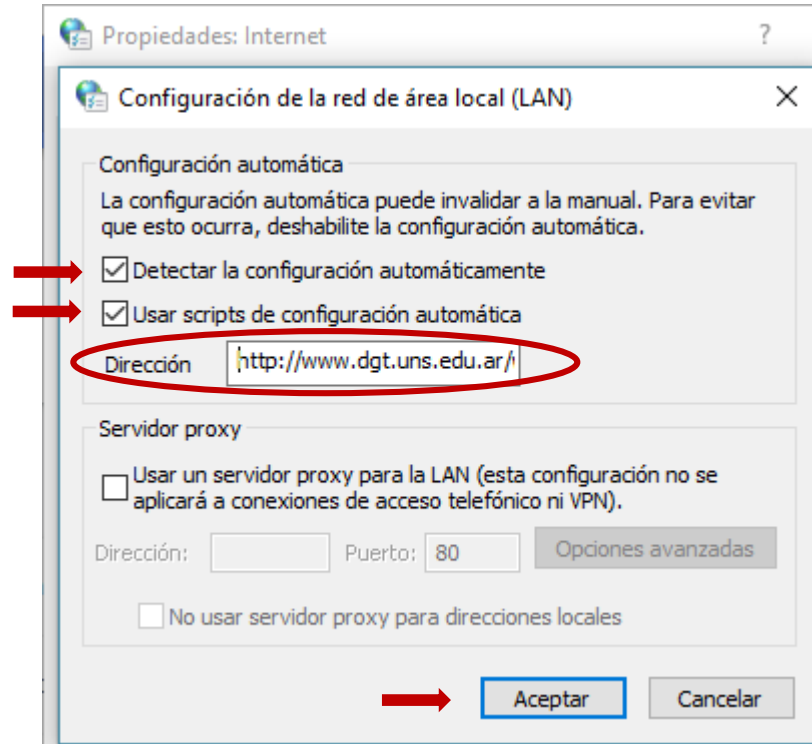 Propiedades: Internet
?
Configuración de la red de área local (LAN)
Configuración automática
La configuración automática puede invalidar a la manual. Para evitar
que esto ocurra, deshabilite la configuración automática.
Detectar la configuración automáticamente
Usar scripts de configuración automática
Dirección http://www.dgt.uns.edu.ar/
Servidor proxy
Usar un servidor proxy para la LAN (esta configuración no se
aplicará a conexiones de acceso telefónico ni VPN).
Dirección: Puerto: 80 Opciones avanzadas
No usar servidor proxy para direcciones locales
Aceptar Cancelar